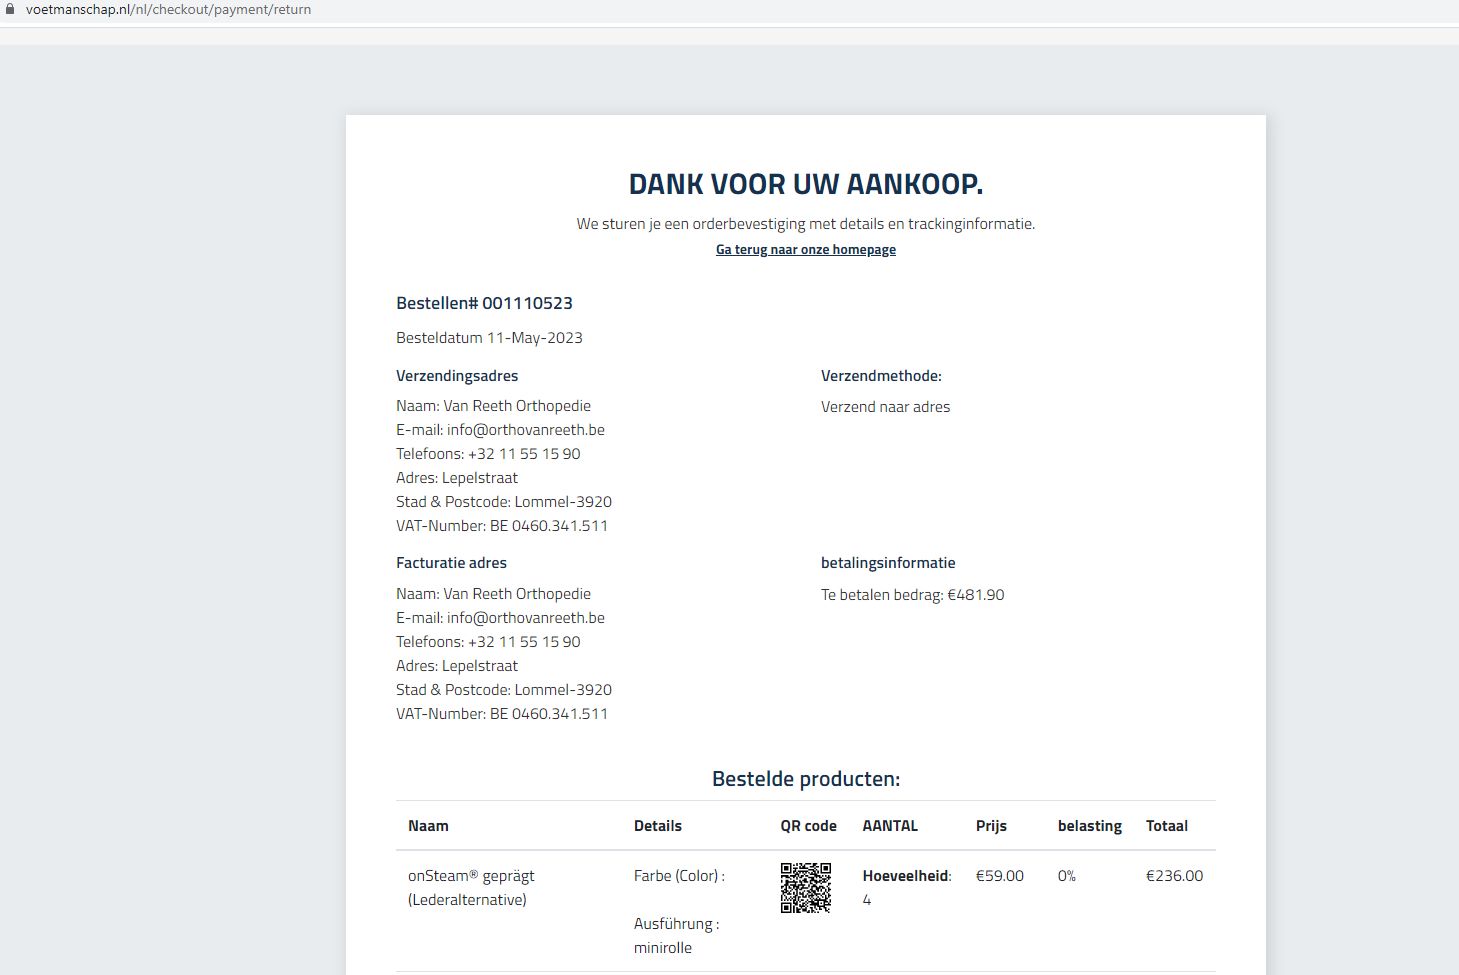 voetmanschap.nl/nl/checkout/payment/return
DANK VOOR UW AANKOOP.
We sturen je een orderbevestiging met details en trackinginformatie.
Ga terug naar onze homepage
Bestellen# 001110523
Besteldatum 11-May-2023
Verzendingsadres
Naam: Van Reeth Orthopedie
E-mail: info@orthovanreeth.be
Telefoons: +32 11 55 15 90
Adres: Lepelstraat
Stad & Postcode: Lommel-3920
VAT-Number: BE 0460.341.511
Verzendmethode:
Verzend naar adres
Facturatie adres
Naam: Van Reeth Orthopedie
E-mail: info@orthovanreeth.be
Telefoons: +32 11 55 15 90
Adres: Lepelstraat
Stad & Postcode: Lommel-3920
VAT-Number: BE 0460.341.511
betalingsinformatie
Te betalen bedrag: €481.90
Bestelde producten:
Naam Details QR code AANTAL Prijs belasting Totaal
onSteam® geprägt Farbe (Color) : Hoeveelheid: €59.00 0% €236.00
(Lederalternative) 4
Ausführung :
minirolle